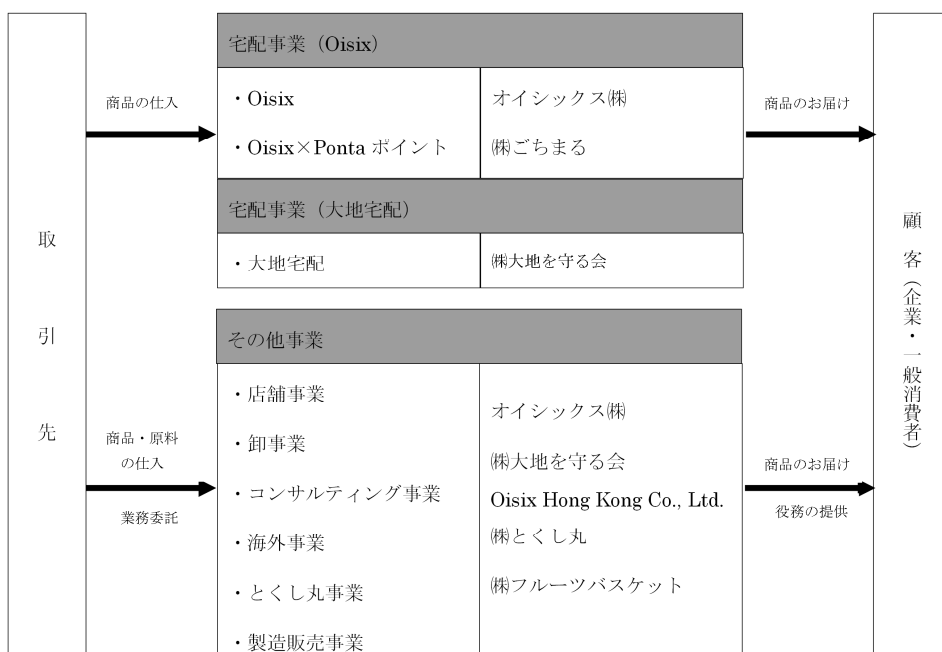 取引先
商品の仕入
宅配事業(Oisix)
・Oisix
・Oisix×Ponta ポイント
オイシックス㈱
㈱ごちまる
商品のお届け
宅配事業(大地宅配)
・大地宅配
㈱大地を守る会
商品・原料
の仕入
業務委託
その他事業
・店舗事業
・卸事業
・コンサルティング事業
・海外事業
・とくし丸事業
・製造販売事業
オイシックス㈱
㈱大地を守る会
Oisix Hong Kong Co., Ltd.
㈱とくし丸
㈱フルーツバスケット
商品のお届け
役務の提供
顧客(企業・一般消費者)